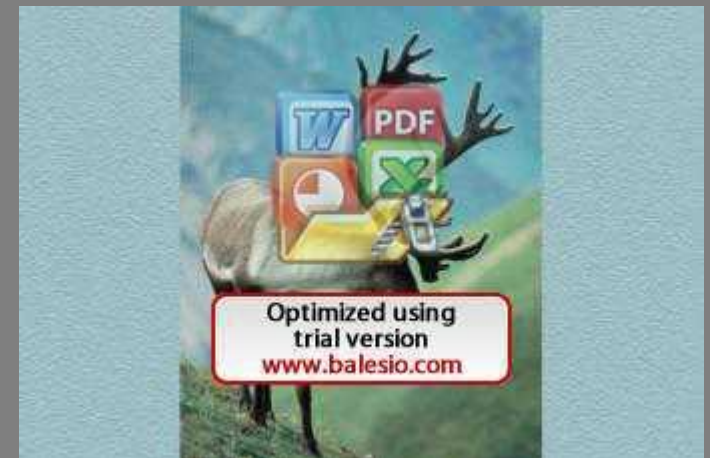 W
PDF
X
Optimized using
trial version
www.balesio.com